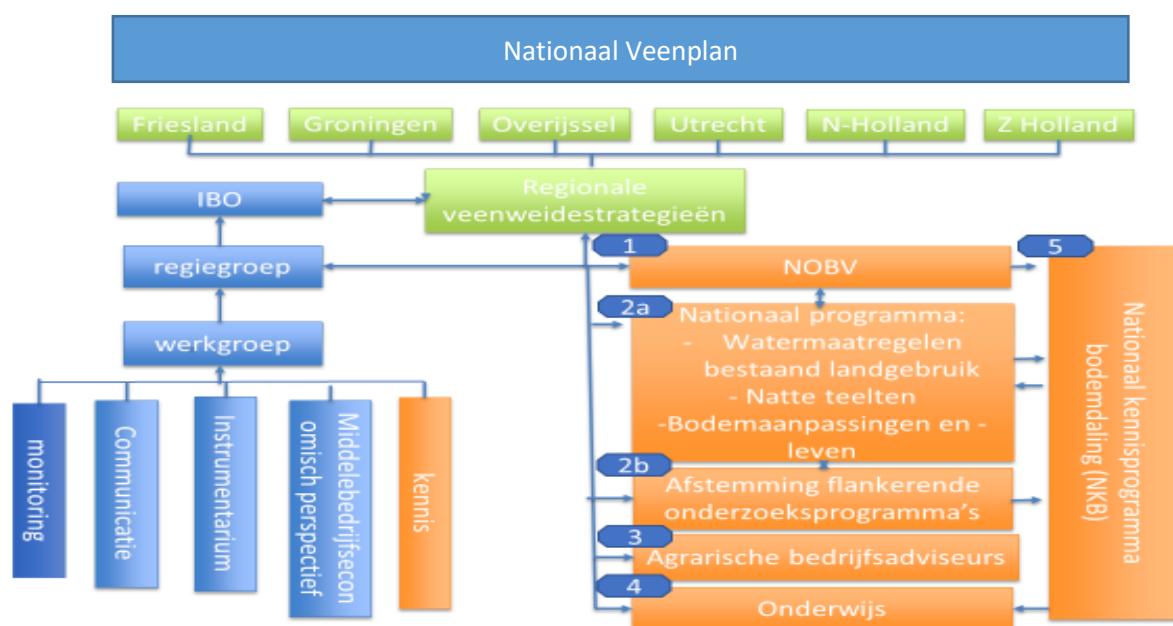 Nationaal Veenplan
Friesland
Groningen
Overijssel
Utrecht
N-Holland
Z Holland
IBO
Regionale
veenweidestrategieën
regiegroep
1
NOBV
5
werkgroep
2a
Nationaal programma:
- Watermaatregelen
bestaand landgebruik
- Natte teelten
-Bodemaanpassingen en -
leven
2b
Afstemming flankerende
onderzoeksprogramma's
3
Agrarische bedrijfsadviseurs
4
Onderwijs
Nationaal kennisprogramma
bodemdaling (NKB)
monitoring
Communicatie
Instrumentarium
Middelebedrijfsecon
omisch perspectief
kennis